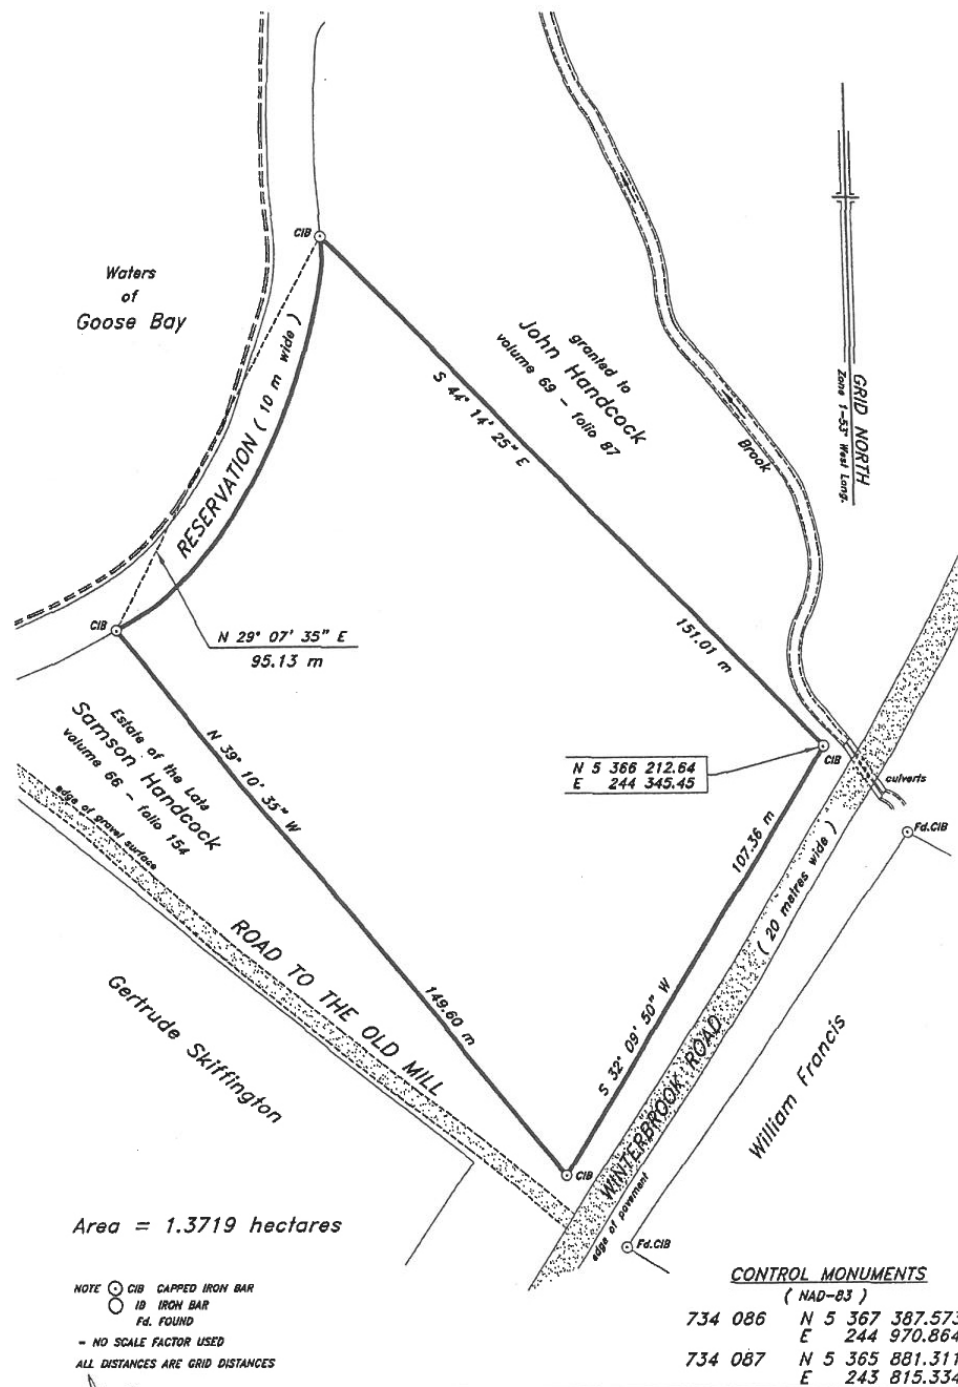 CIB
Waters
of
Goose Bay
RESERVATION ( 10 m wide )
granted to
John Handcock
volume 69 - folio 87
S 44° 14' 25" E
151.01 m
Brook
GRID NORTH
Zone 1-53° West Long.
CIB
N 29° 07' 35" E
95.13 m
Estate of the Late
Samson Handcock
volume 66 - folio 154
N 39° 10' 35" W
149.60 m
N 5 366 212.64
E 244 345.45
CIB
culverts
Fd.CIB
107.36 m
S 32° 09' 50" W
edge of gravel surface
ROAD TO THE OLD MILL
Gertrude Skiffington
WINTERBROOK ROAD ( 20 metres wide )
edge of pavement
William Francis
CIB
Fd.CIB
Area = 1.3719 hectares
NOTE CIB CAPPED IRON BAR
IB IRON BAR
Fd. FOUND
- NO SCALE FACTOR USED
ALL DISTANCES ARE GRID DISTANCES
CONTROL MONUMENTS
( NAD-83 )
734 086 N 5 367 387.573
E 244 970.864
734 087 N 5 365 881.311
E 243 815.334